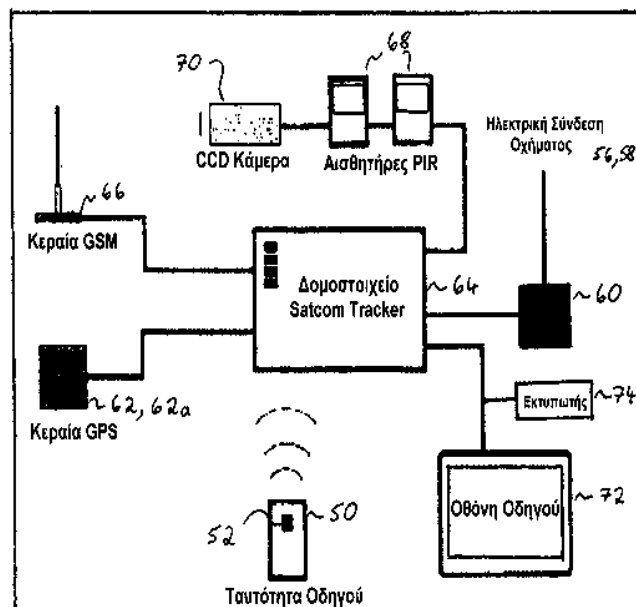 70
68
CCD Κάμερα
Αισθητήρες PIR
Ηλεκτρική Σύνδεση
Οχήματος 56,58
66
Κεραία GSM
Δομοστοιχείο
Satcom Tracker
64
60
62, 62a
Κεραία GPS
Εκτυπωτής
74
52
50
Οθόνη Οδηγού
72
Ταυτότητα Οδηγού